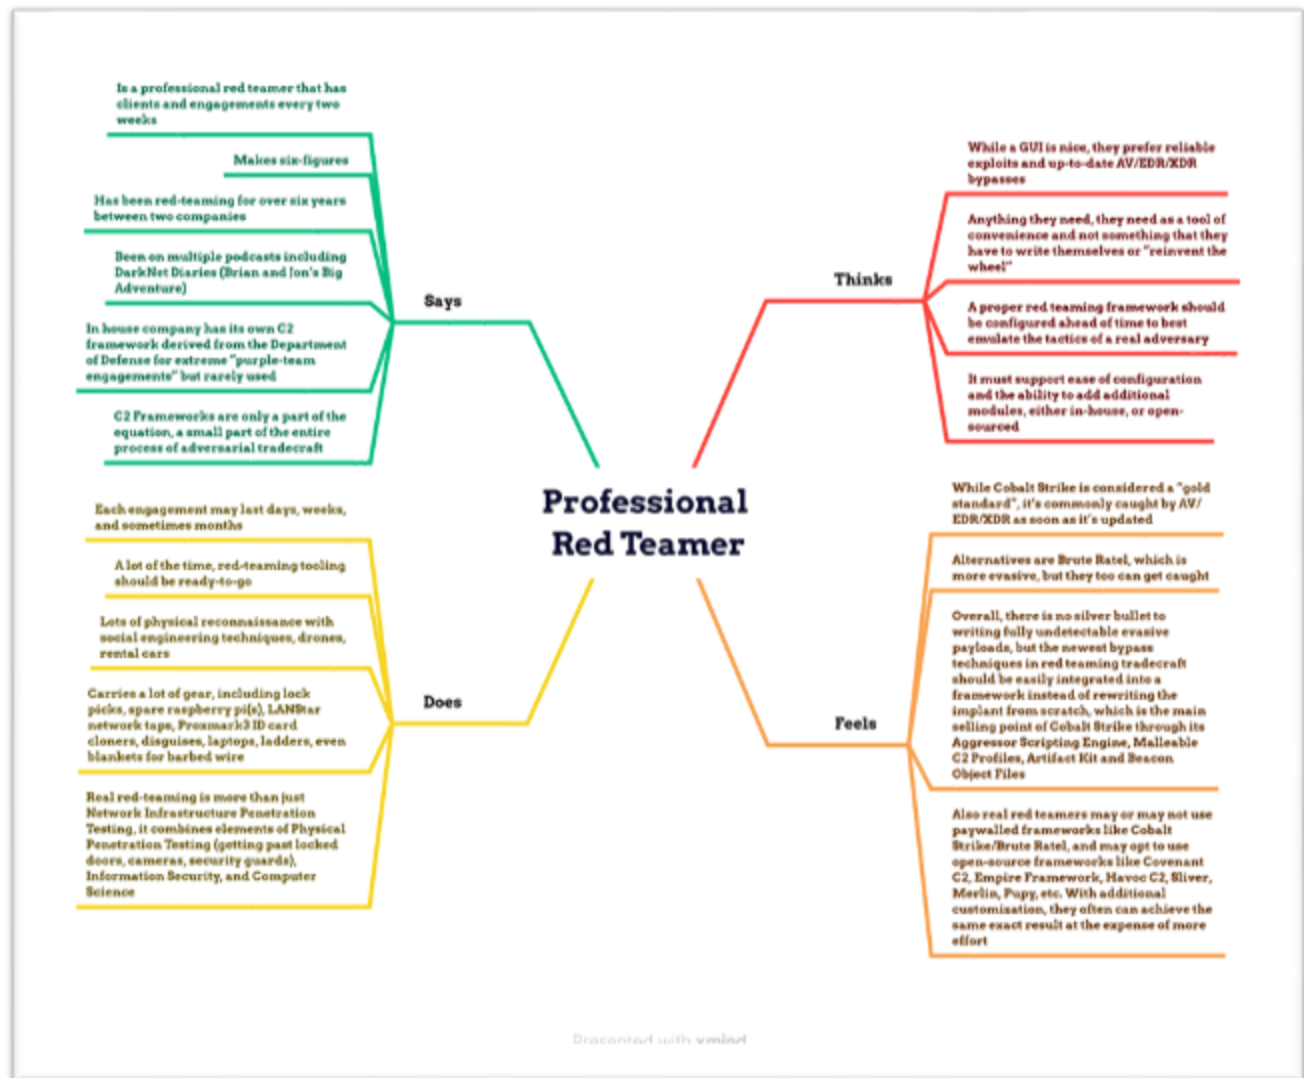 Is a professional red teamer that has
clients and engagements every two
weeks
Makes six-figures
Has been red-teaming for over six years
between two companies
Been on multiple podcasts including
DarkNet Diaries (Brian and Jon's Big
Adventure)
In house company has its own C2
framework derived from the Department
of Defense for extreme "purple-team
engagements" but rarely used
C2 Frameworks are only a part of the
equation, a small part of the entire
process of adversarial tradecraft
Says
While a GUI is nice, they prefer reliable
exploits and up-to-date AV/EDR/XDR
bypasses
Anything they need, they need as a tool of
convenience and not something that they
have to write themselves or "reinvent the
wheel"
A proper red teaming framework should
be configured ahead of time to best
emulate the tactics of a real adversary
It must support ease of configuration
and the ability to add additional
modules, either in-house, or open-
sourced
Thinks
Professional
Red Teamer
Each engagement may last days, weeks,
and sometimes months
A lot of the time, red-teaming tooling
should be ready-to-go
Lots of physical reconnaissance with
social engineering techniques, drones,
rental cars
Carries a lot of gear, including lock
picks, spare raspberry pi(s), LANStar
network taps, Proxmark3 ID card
cloners, disguises, laptops, ladders, even
blankets for barbed wire
Real red-teaming is more than just
Network Infrastructure Penetration
Testing, it combines elements of Physical
Penetration Testing (getting past locked
doors, cameras, security guards),
Information Security, and Computer
Science
Does
While Cobalt Strike is considered a "gold
standard", it's commonly caught by AV/
EDR/XDR as soon as it's updated
Alternatives are Brute Ratel, which is
more evasive, but they too can get caught
Overall, there is no silver bullet to
writing fully undetectable evasive
payloads, but the newest bypass
techniques in red teaming tradecraft
should be easily integrated into a
framework instead of rewriting the
implant from scratch, which is the main
selling point of Cobalt Strike through its
Aggressor Scripting Engine, Malleable
C2 Profiles, Artifact Kit and Beacon
Object Files
Also real red teamers may or may not use
paywalled frameworks like Cobalt
Strike/Brute Ratel, and may opt to use
open-source frameworks like Covenant
C2, Empire Framework, Havoc C2, Sliver,
Merlin, Pupy, etc. With additional
customization, they often can achieve the
same exact result at the expense of more
effort
Feels
Presented with xmind